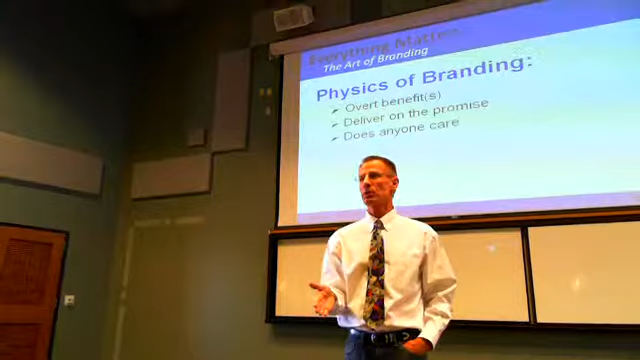 Everything Matters
The Art of Branding
Physics of Branding:
Overt benefit(s)
Deliver on the promise
Does anyone care